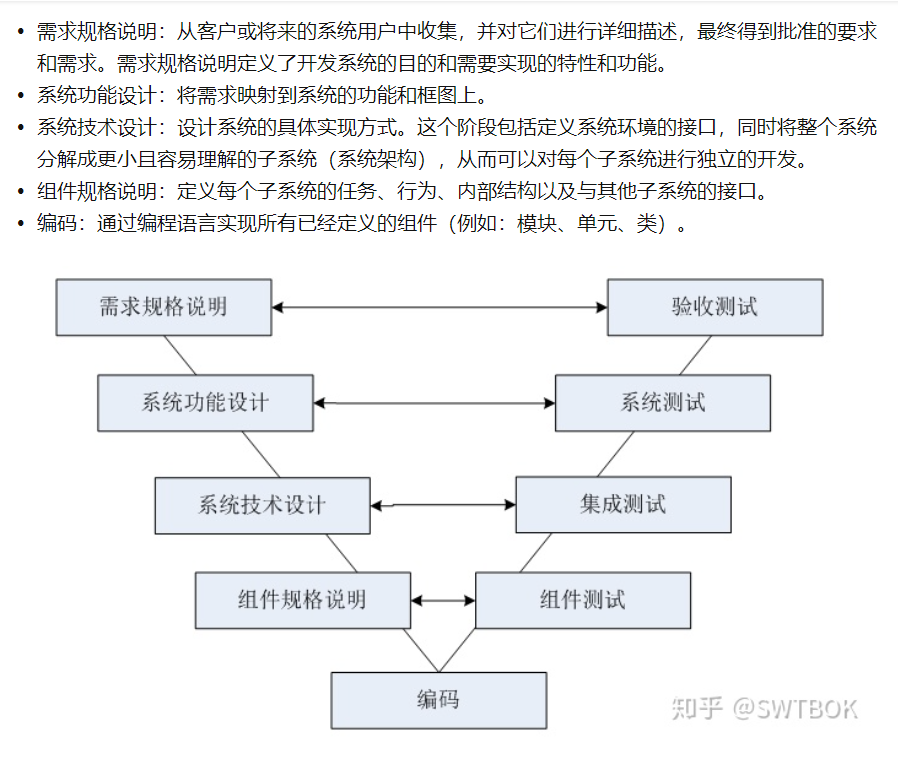 • 需求规格说明：从客户或将来的系统用户中收集，并对它们进行详细描述，最终得到批准的要求
和需求。需求规格说明定义了开发系统的目的和需要实现的特性和功能。
• 系统功能设计：将需求映射到系统的功能和框图上。
• 系统技术设计：设计系统的具体实现方式。这个阶段包括定义系统环境的接口，同时将整个系统
分解成更小且容易理解的子系统（系统架构），从而可以对每个子系统进行独立的开发。
• 组件规格说明：定义每个子系统的任务、行为、内部结构以及与其他子系统的接口。
• 编码：通过编程语言实现所有已经定义的组件（例如：模块、单元、类）。
需求规格说明
验收测试
系统功能设计
系统测试
系统技术设计
集成测试
组件规格说明
组件测试
编码
知乎 @SWTBOK